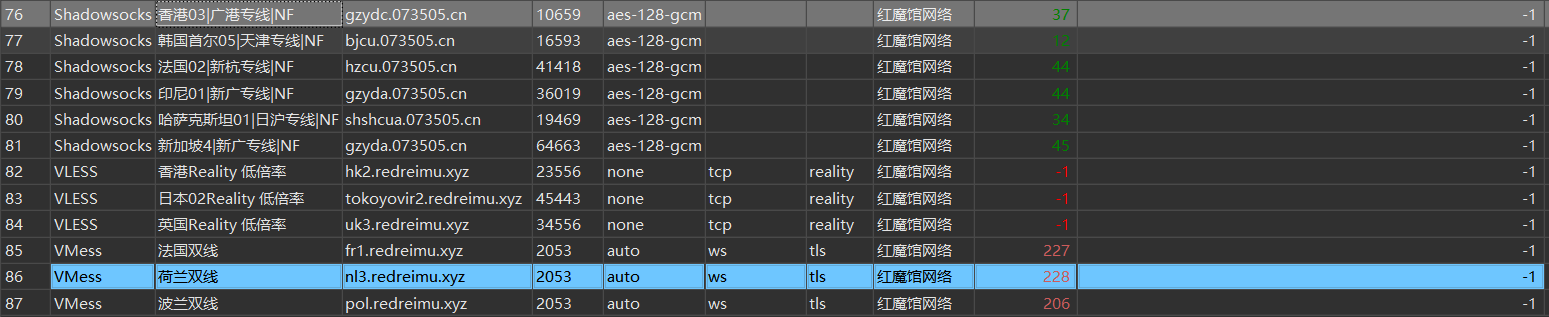 76 Shadowsocks 香港03|广港专线|NF gzydc.073505.cn 10659 aes-128-gcm 红魔馆网络 37 -1
77 Shadowsocks 韩国首尔05|天津专线|NF bjcu.073505.cn 16593 aes-128-gcm 红魔馆网络 12 -1
78 Shadowsocks 法国02|新杭专线|NF hzcu.073505.cn 41418 aes-128-gcm 红魔馆网络 44 -1
79 Shadowsocks 印尼01|新广专线|NF gzyda.073505.cn 36019 aes-128-gcm 红魔馆网络 44 -1
80 Shadowsocks 哈萨克斯坦01|日沪专线|NF shshcua.073505.cn 19469 aes-128-gcm 红魔馆网络 34 -1
81 Shadowsocks 新加坡4|新广专线|NF gzyda.073505.cn 64663 aes-128-gcm 红魔馆网络 45 -1
82 VLESS 香港Reality 低倍率 hk2.redreimu.xyz 23556 none tcp reality 红魔馆网络 -1 -1
83 VLESS 日本02Reality 低倍率 tokoyovir2.redreimu.xyz 45443 none tcp reality 红魔馆网络 -1 -1
84 VLESS 英国Reality 低倍率 uk3.redreimu.xyz 34556 none tcp reality 红魔馆网络 -1 -1
85 VMess 法国双线 fr1.redreimu.xyz 2053 auto ws tls 红魔馆网络 227 -1
86 VMess 荷兰双线 nl3.redreimu.xyz 2053 auto ws tls 红魔馆网络 228 -1
87 VMess 波兰双线 pol.redreimu.xyz 2053 auto ws tls 红魔馆网络 206 -1